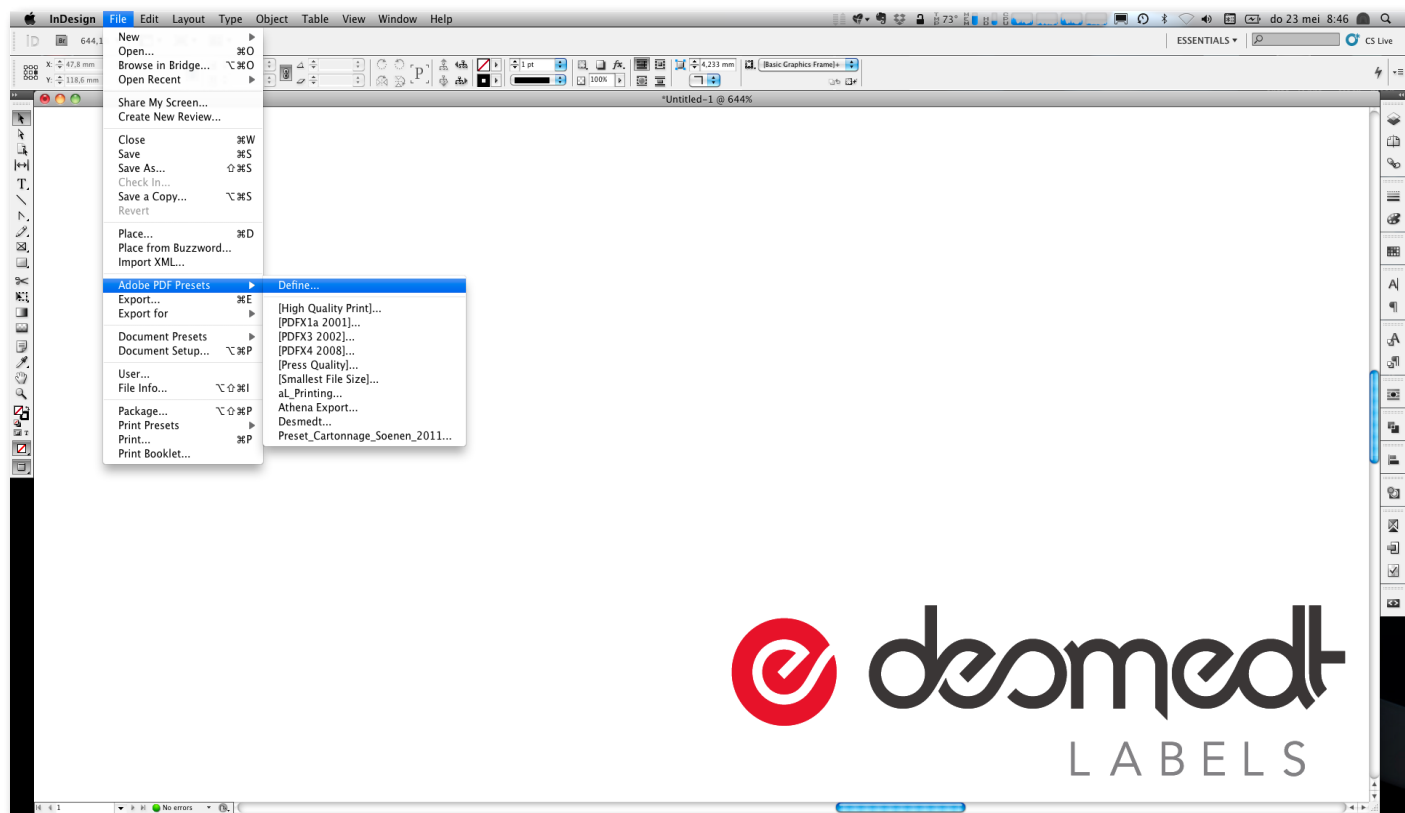 InDesign File Edit Layout Type Object Table View Window Help
73° do 23 mei 8:46
Br 644,1 ESSENTIALS CS Live
X: 47,8 mm 1 pt 4,233 mm [Basic Graphics Frame]+
Y: 118,6 mm 100%
*Untitled-1 @ 644%
New
Open... ⌘O
Browse in Bridge... ⌥⌘O
Open Recent
Share My Screen...
Create New Review...
Close ⌘W
Save ⌘S
Save As... ⇧⌘S
Check In...
Save a Copy... ⌥⌘S
Revert
Place... ⌘D
Place from Buzzword...
Import XML...
Adobe PDF Presets
Export... ⌘E
Export for
Document Presets
Document Setup... ⌥⌘P
User...
File Info... ⌥⇧⌘I
Package... ⌥⇧⌘P
Print Presets
Print... ⌘P
Print Booklet...
Define...
[High Quality Print]...
[PDFX1a 2001]...
[PDFX3 2002]...
[PDFX4 2008]...
[Press Quality]...
[Smallest File Size]...
aL_Printing...
Athena Export...
Desmedt...
Preset_Cartonnage_Soenen_2011...
desmedt
LABELS
1 No errors